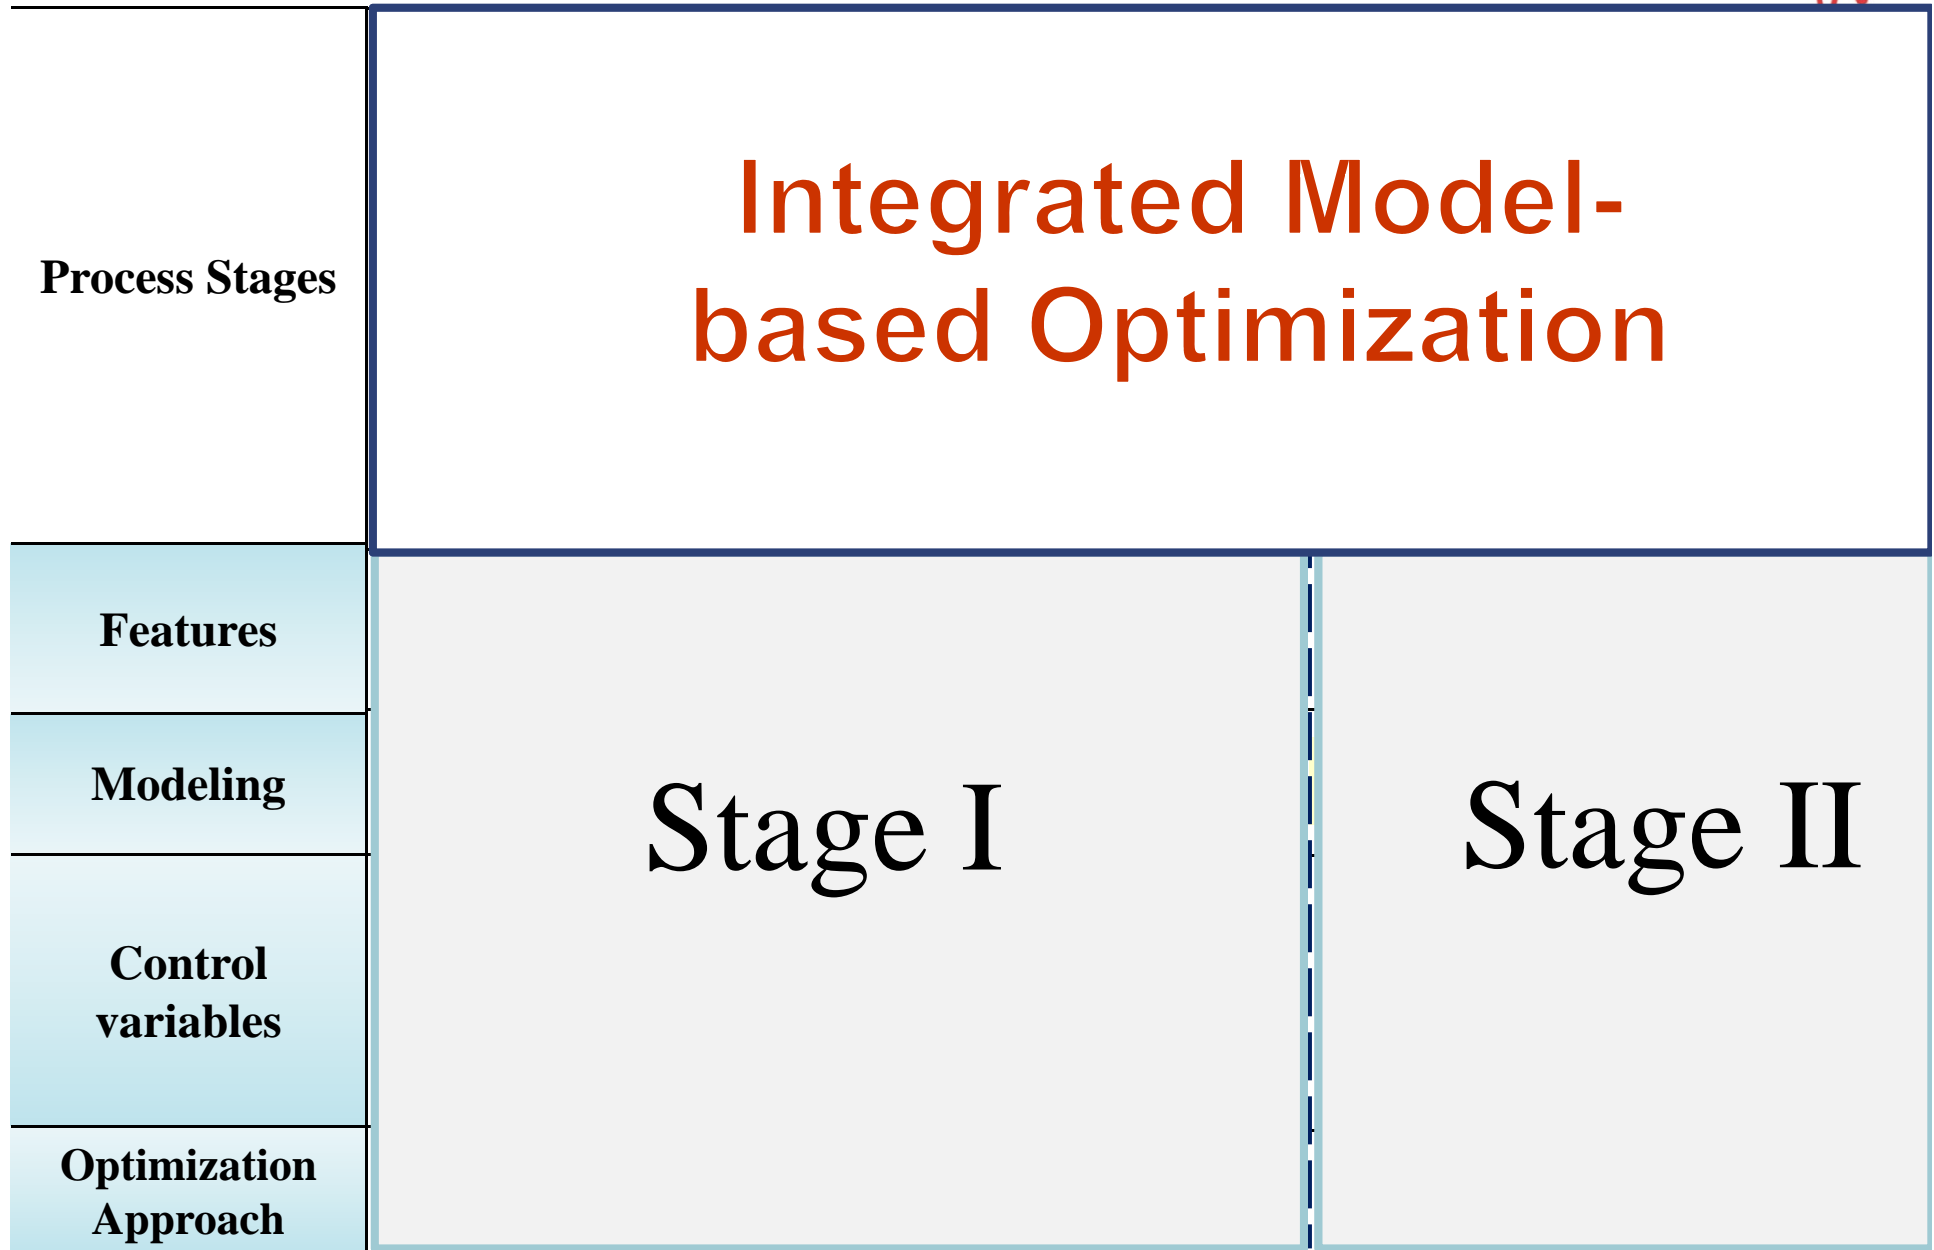 Integrated Model-
based Optimization
Process Stages
Features
Modeling
Control
variables
Optimization
Approach
Stage I
Stage II